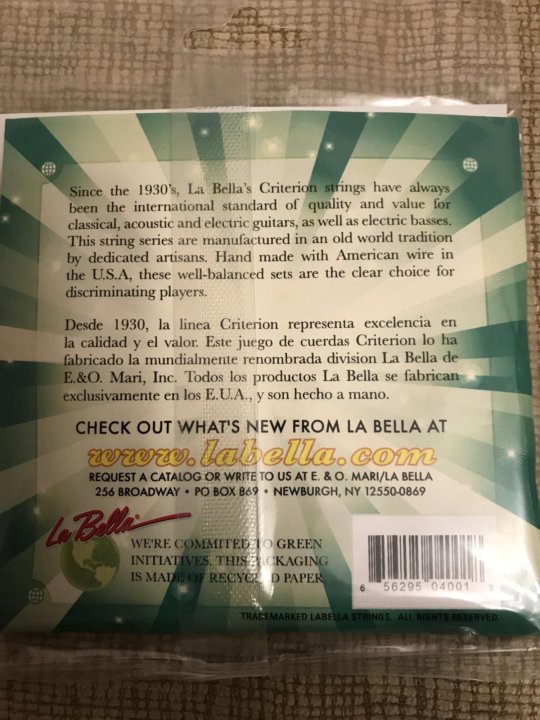 Since the 1930's, La Bella's Criterion strings have always
been the international standard of quality and value for
classical, acoustic and electric guitars, as well as electric basses.
This string series are manufactured in an old world tradition
by dedicated artisans. Hand made with American wire in
the U.S.A, these well-balanced sets are the clear choice for
discriminating players.
Desde 1930, la linea Criterion representa excelencia en
la calidad y el valor. Este juego de cuerdas Criterion lo ha
fabricado la mundialmente renombrada division La Bella de
E.&O. Mari, Inc. Todos los productos La Bella se fabrican
exclusivamente en los E.U.A., y son hecho a mano.
CHECK OUT WHAT'S NEW FROM LA BELLA AT
www.labella.com
REQUEST A CATALOG OR WRITE TO US AT E. & O. MARI/LA BELLA
256 BROADWAY • PO BOX 869 • NEWBURGH, NY 12550-0869
La Bella
WE'RE COMMITED TO GREEN
INITIATIVES. THIS PACKAGING
IS MADE OF RECYCLED PAPER.
6 56295 04001
TRADEMARKED LABELLA STRINGS. ALL RIGHTS RESERVED.